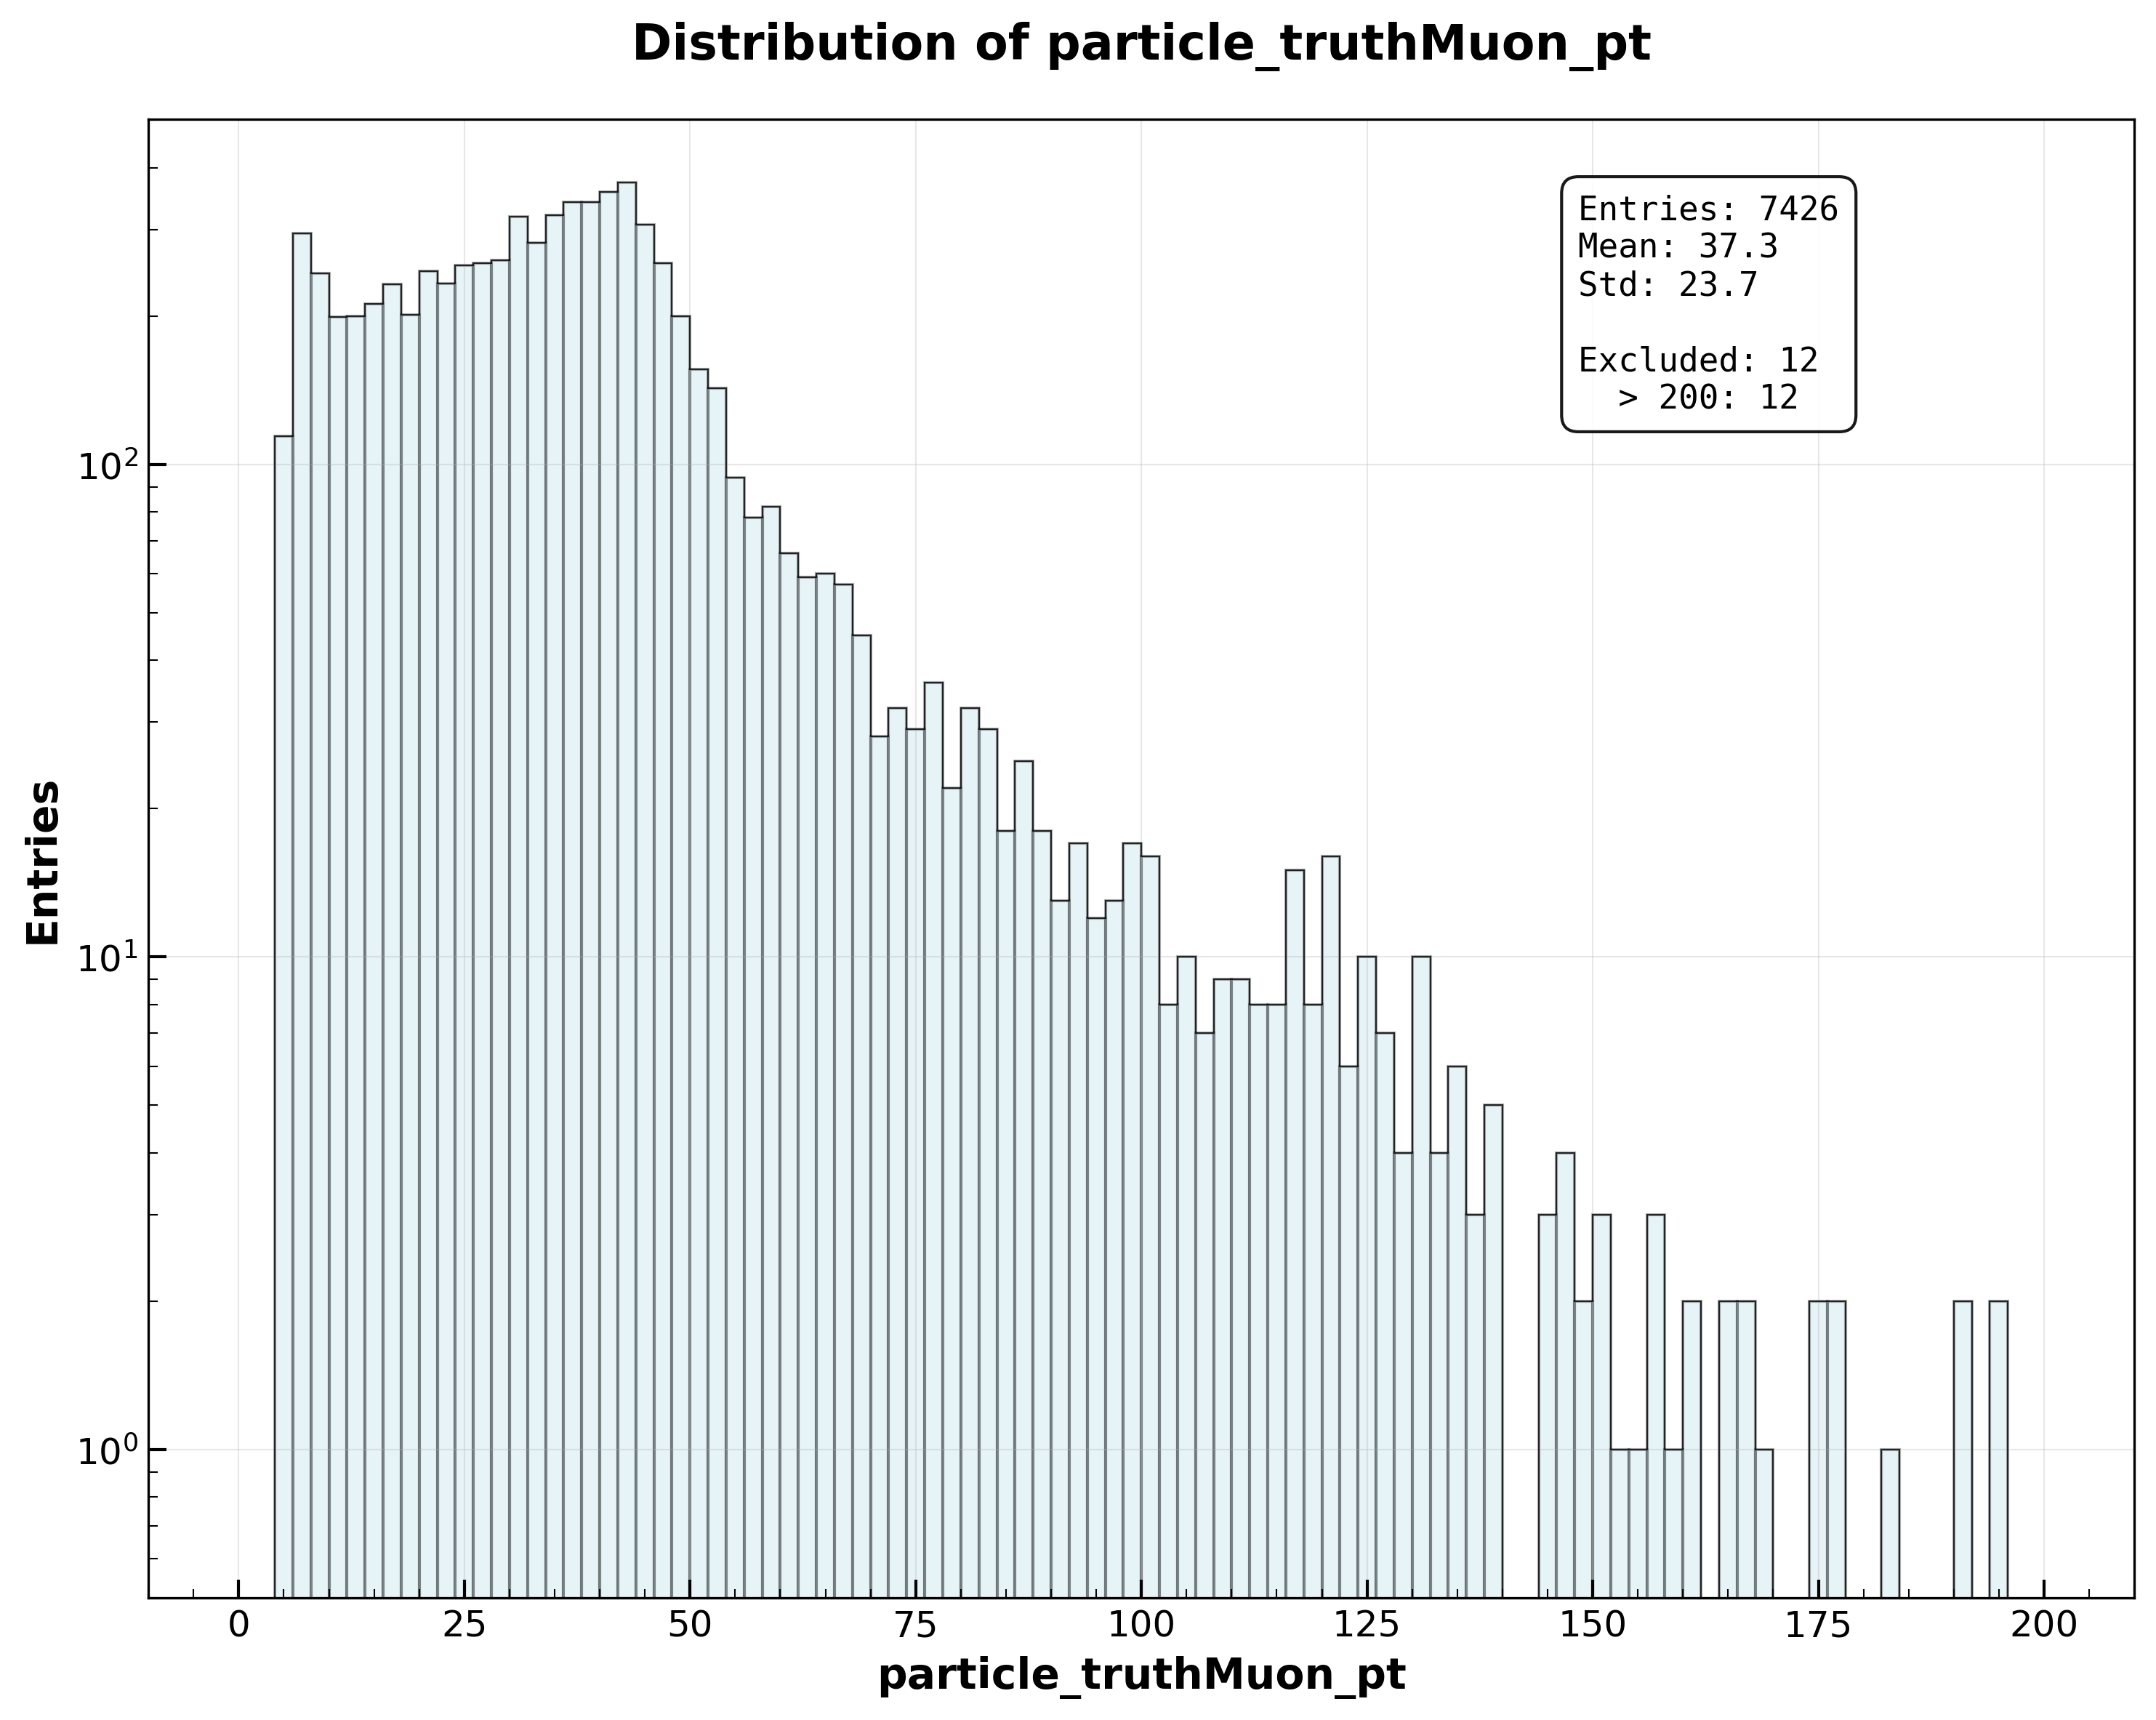 Distribution of particle_truthMuon_pt
Entries: 7426
Mean: 37.3
Std: 23.7
Excluded: 12
> 200: 12
Entries
10²
10¹
10⁰
0 25 50 75 100 125 150 175 200
particle_truthMuon_pt